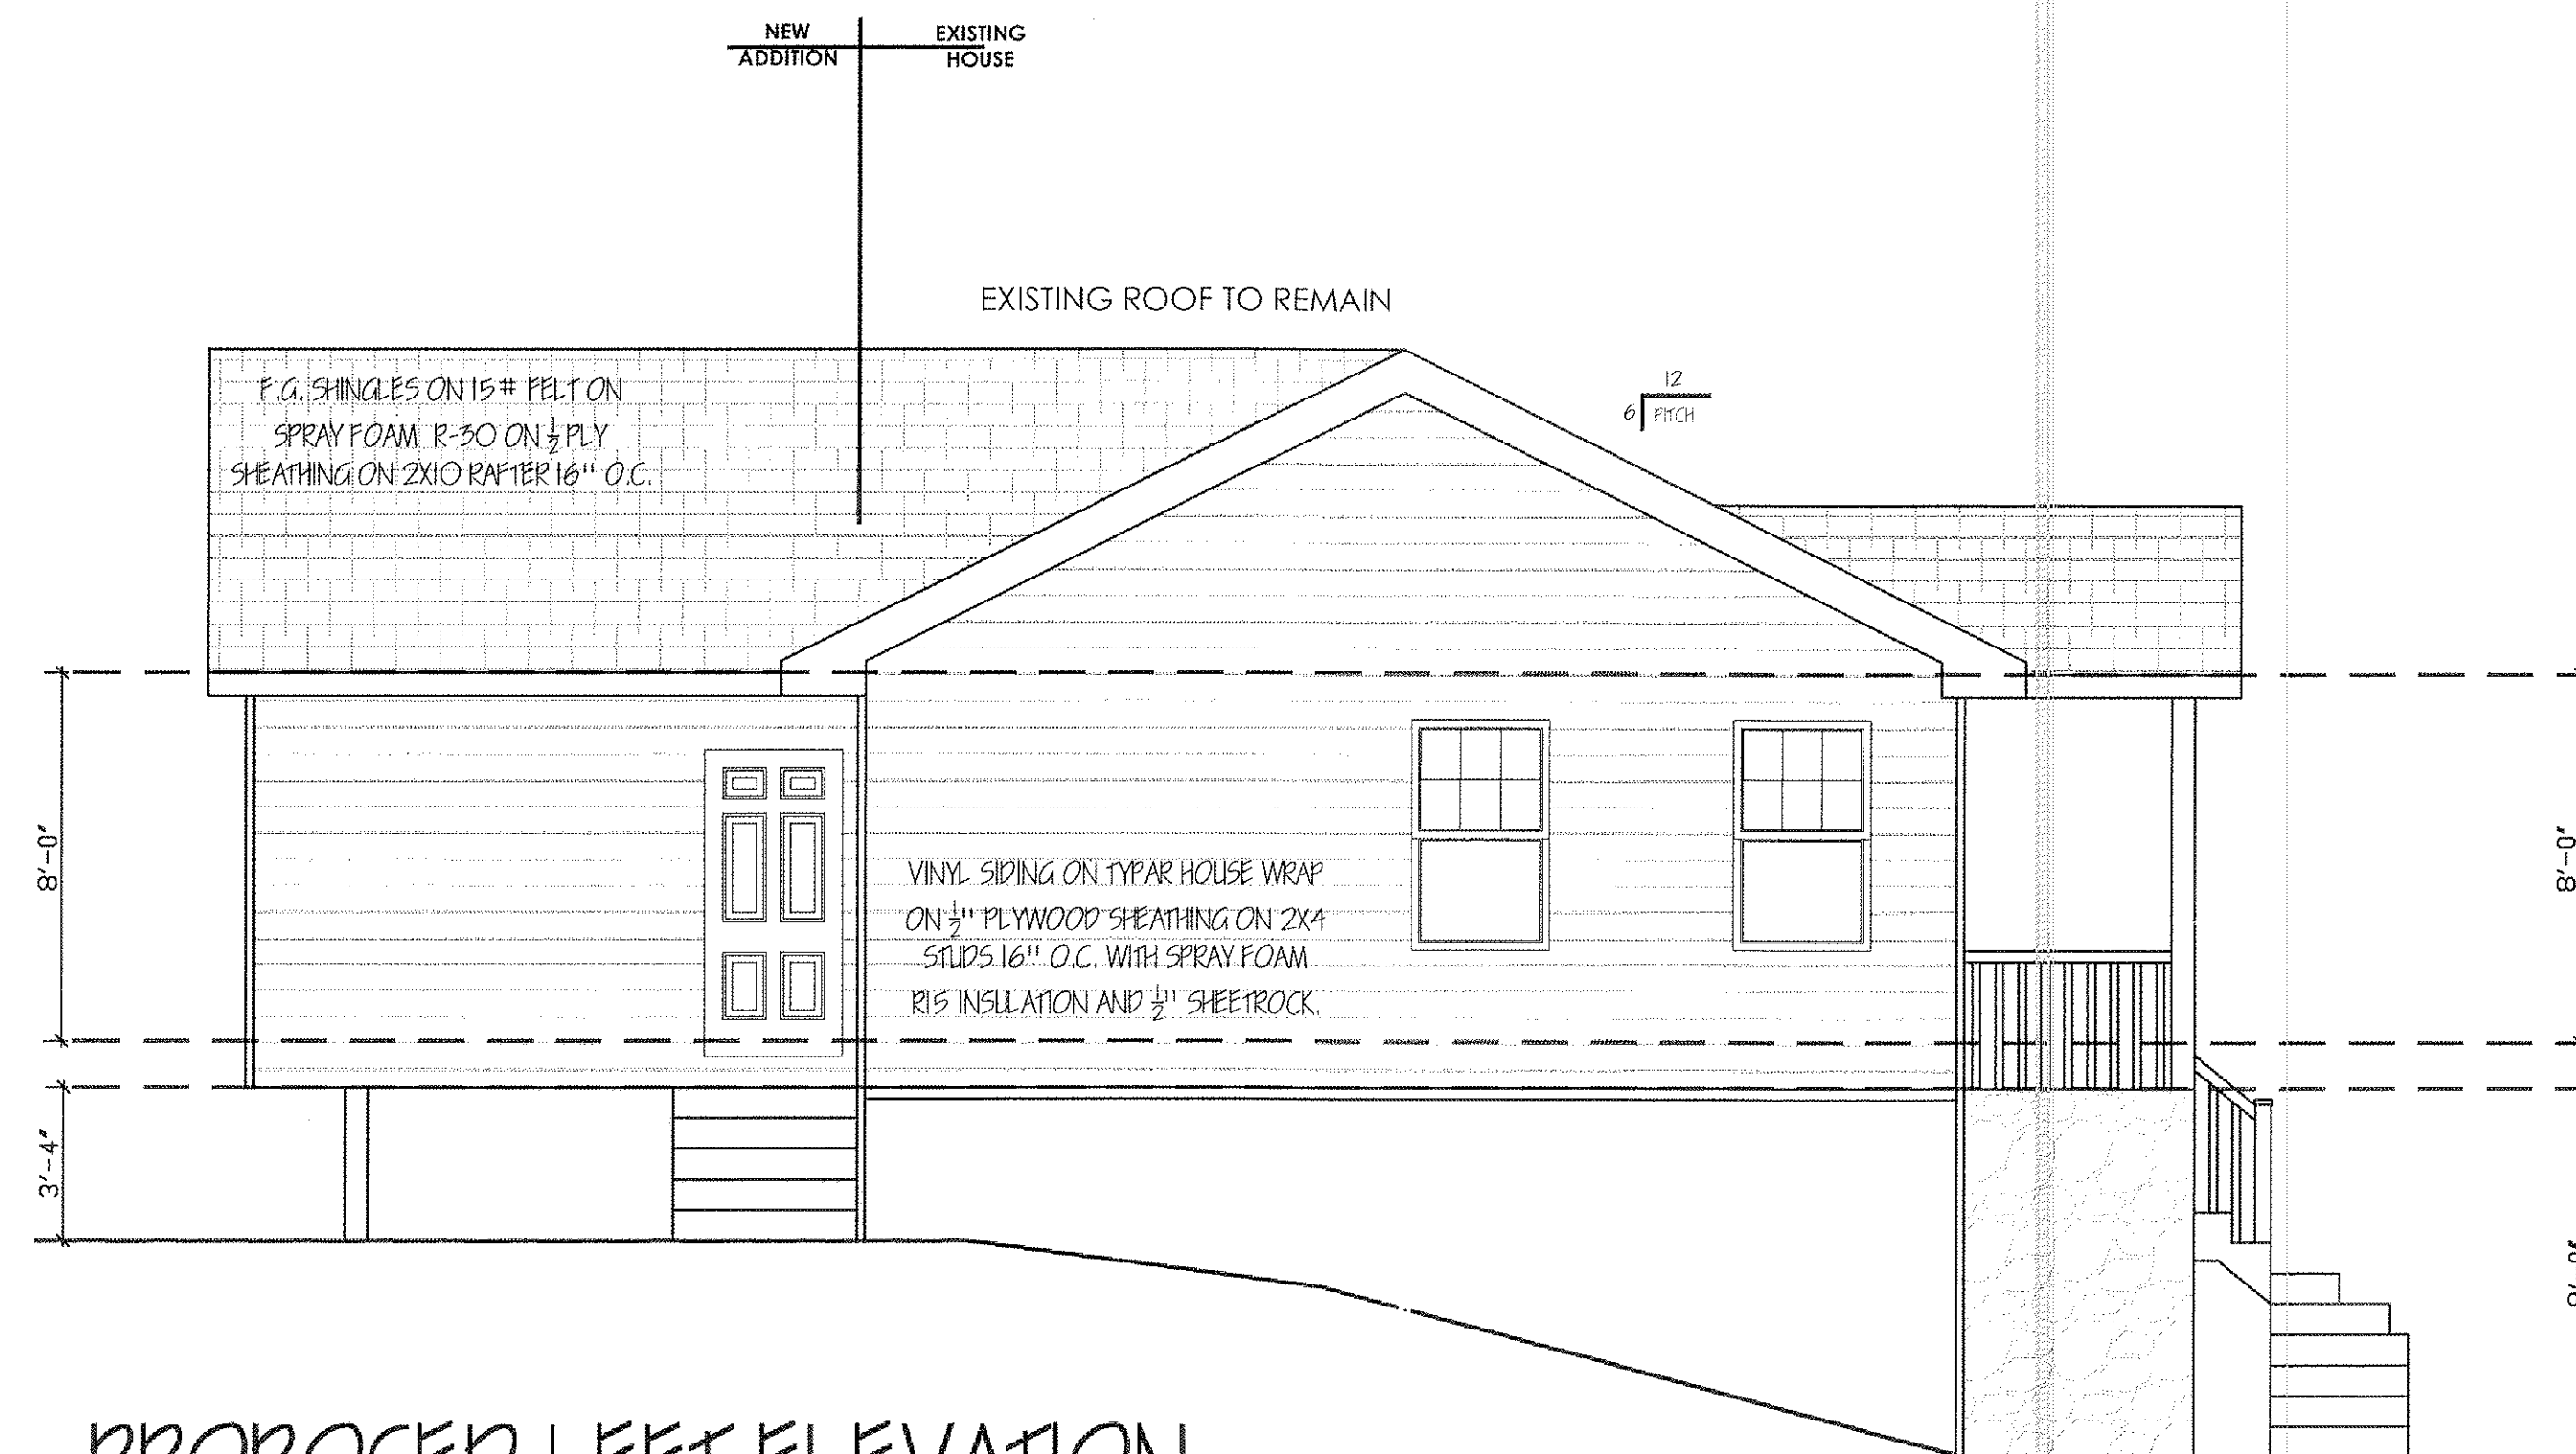 NEW
ADDITION
EXISTING
HOUSE
EXISTING ROOF TO REMAIN
F.G. SHINGLES ON 15# FELT ON
SPRAY FOAM R-30 ON ½ PLY
SHEATHING ON 2X10 RAFTER 16" O.C.
12
6
PITCH
8'-0"
8'-0"
VINYL SIDING ON TYPAR HOUSE WRAP
ON ½" PLYWOOD SHEATHING ON 2X4
STUDS 16" O.C. WITH SPRAY FOAM
R15 INSULATION AND ½" SHEETROCK.
3'-4"
PROPOSED LEFT ELEVATION